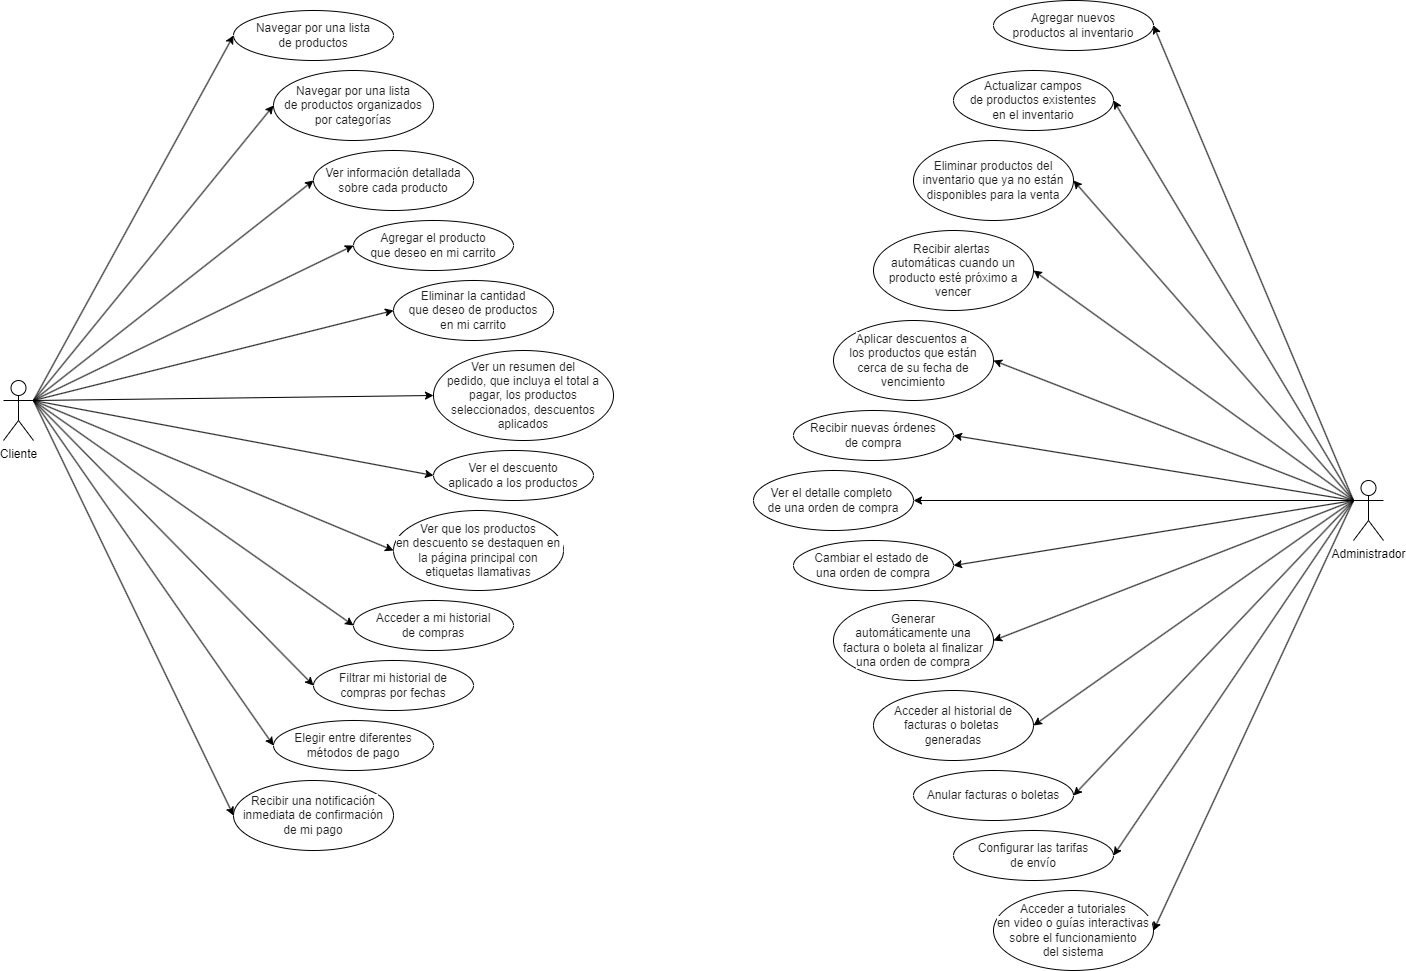 Navegar por una lista
de productos
Navegar por una lista
de productos organizados
por categorías
Ver información detallada
sobre cada producto
Agregar el producto
que deseo en mi carrito
Eliminar la cantidad
que deseo de productos
en mi carrito
Ver un resumen del
pedido, que incluya el total a
pagar, los productos
seleccionados, descuentos
aplicados
Cliente
Ver el descuento
aplicado a los productos
Ver que los productos
en descuento se destaquen en
la página principal con
etiquetas llamativas
Acceder a mi historial
de compras
Filtrar mi historial de
compras por fechas
Elegir entre diferentes
métodos de pago
Recibir una notificación
inmediata de confirmación
de mi pago
Agregar nuevos
productos al inventario
Actualizar campos
de productos existentes
en el inventario
Eliminar productos del
inventario que ya no están
disponibles para la venta
Recibir alertas
automáticas cuando un
producto esté próximo a
vencer
Aplicar descuentos a
los productos que están
cerca de su fecha de
vencimiento
Recibir nuevas órdenes
de compra
Ver el detalle completo
de una orden de compra
Administrador
Cambiar el estado de
una orden de compra
Generar
automáticamente una
factura o boleta al finalizar
una orden de compra
Acceder al historial de
facturas o boletas
generadas
Anular facturas o boletas
Configurar las tarifas
de envío
Acceder a tutoriales
en video o guías interactivas
sobre el funcionamiento
del sistema